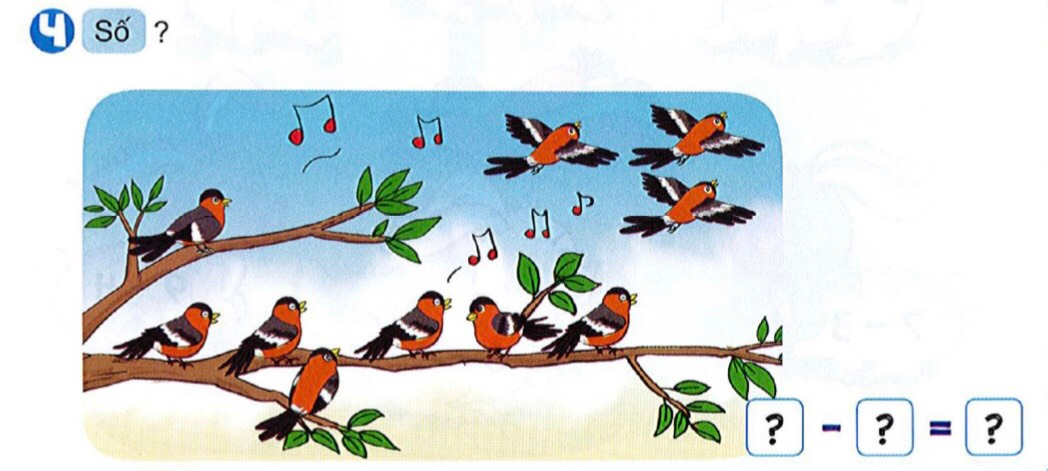 4 Số ?
? - ? = ?